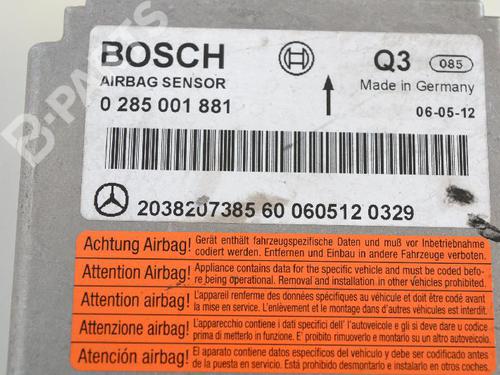 BOSCH
Q3 085
AIRBAG SENSOR
Made in Germany
0 285 001 881
06-05-12
2038207385 60 060512 0329
Achtung Airbag! Gerät enthält fahrzeugspezifische Daten und muß vor Inbetriebnahme
codiert werden. Entfernen und Einbau in andere Fahrzeuge verboten.
Attention Airbag! Appliance contains data for the specific vehicle and must be coded befo-
re being operational. Removal and installation in other vehicles prohibited.
Attention airbag! L'appareil renferme des données spécifiques au véhicule et doit être codé avant
la mise en service. L'enlèvement et le montage dans d'autres véhicules est interdit.
Attenzione airbag! L'apparecchio contiene i dati specifici dell'autoveicolo e gli si deve dare u codice
prima di metterlo in funzione. E' proibito rimuoverlo e montarlo su altri autoveicoli.
Atención airbag! El aparato contiene datos específicos del vehículo y debe ser codificado antes
de la puesta en servicio. Está prohibido desmontarlo e instalarlo en otros coches.
B-PARTS